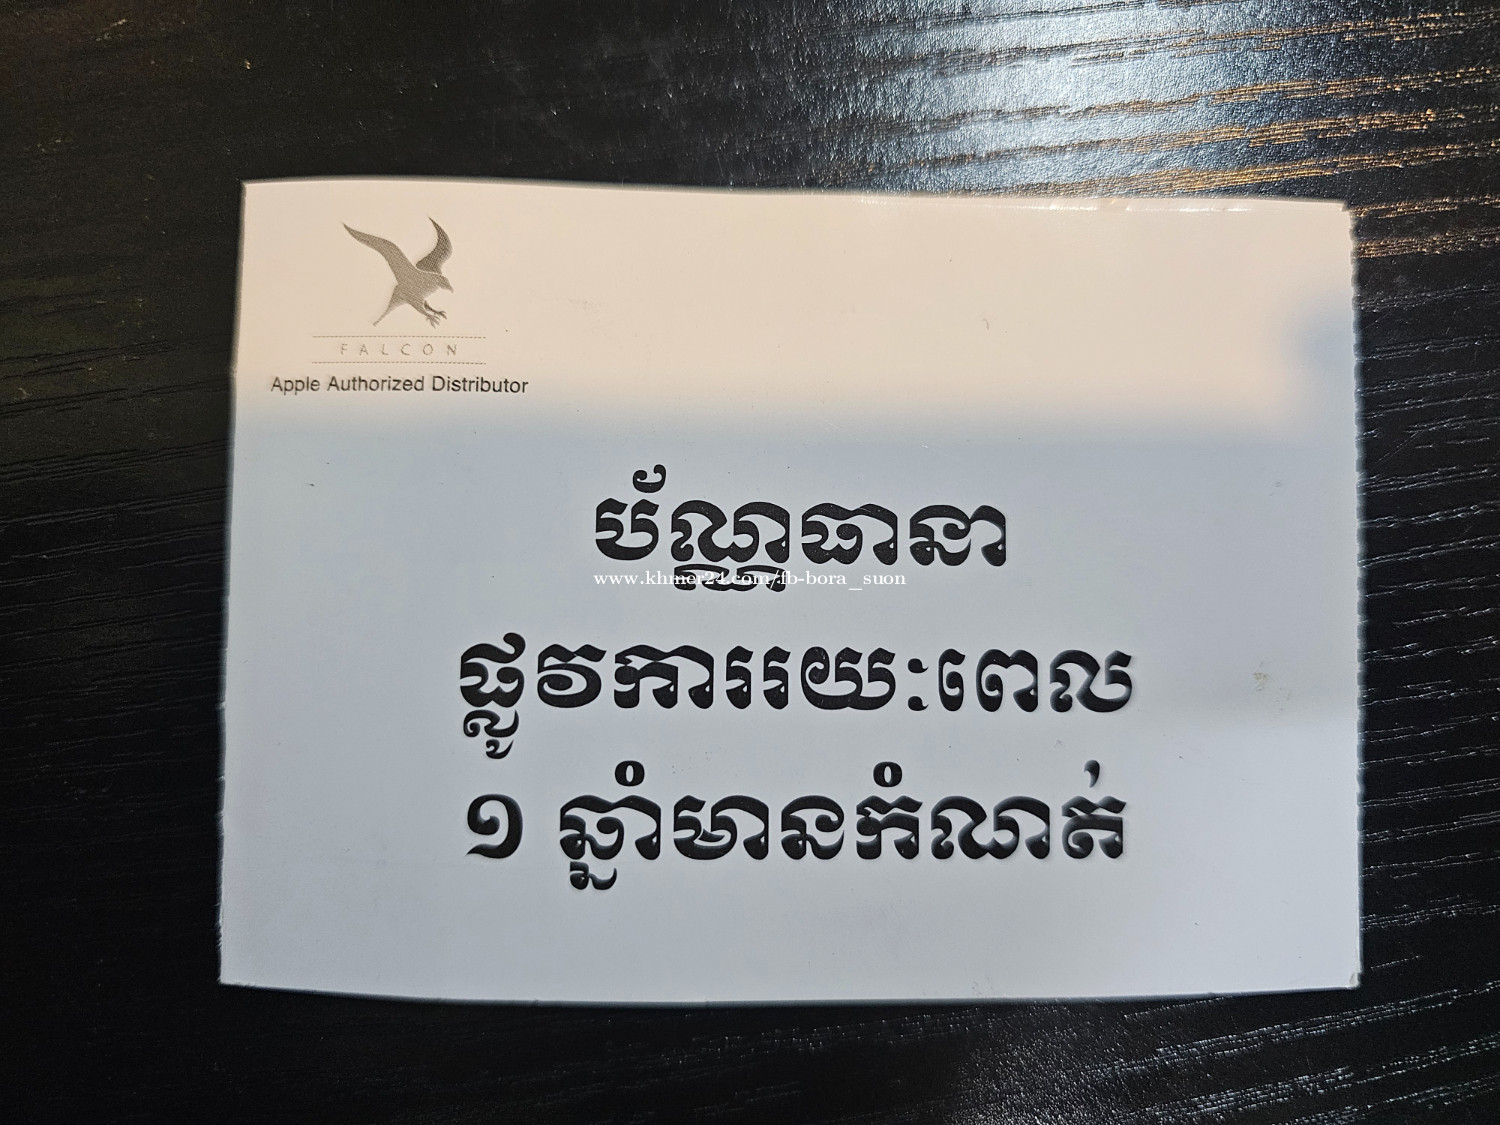 FALCON
Apple Authorized Distributor
ប័ណ្ណធានា
www.khmer24.com/fb-bora_suon
ផ្លូវការរយៈពេល
១ ឆ្នាំមានកំណត់